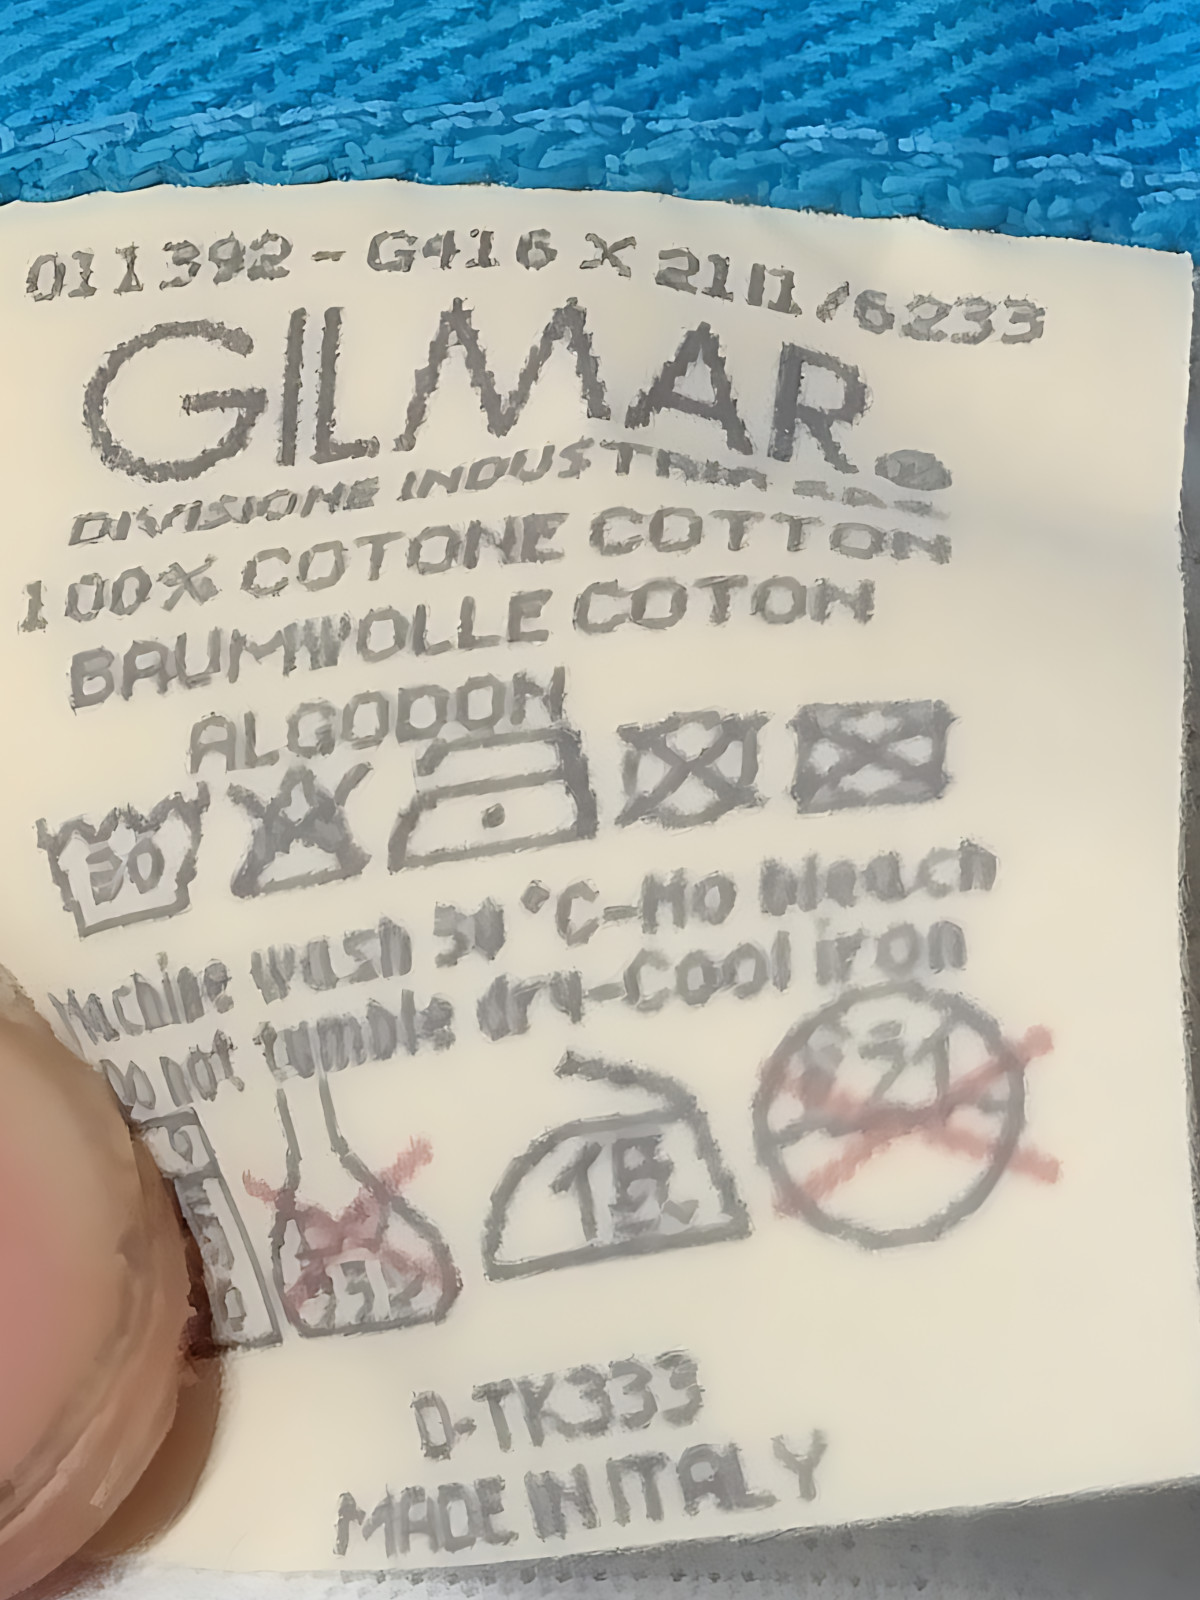 011392 - G416 X 2111/6233
GILMAR
DIVISIONE INDUSTRIA
100% COTONE COTTON
BAUMWOLLE COTON
ALGODON
30
Machine wash 30°C-No bleach
Do not tumble dry-Cool iron
D-TK333
MADE IN ITALY